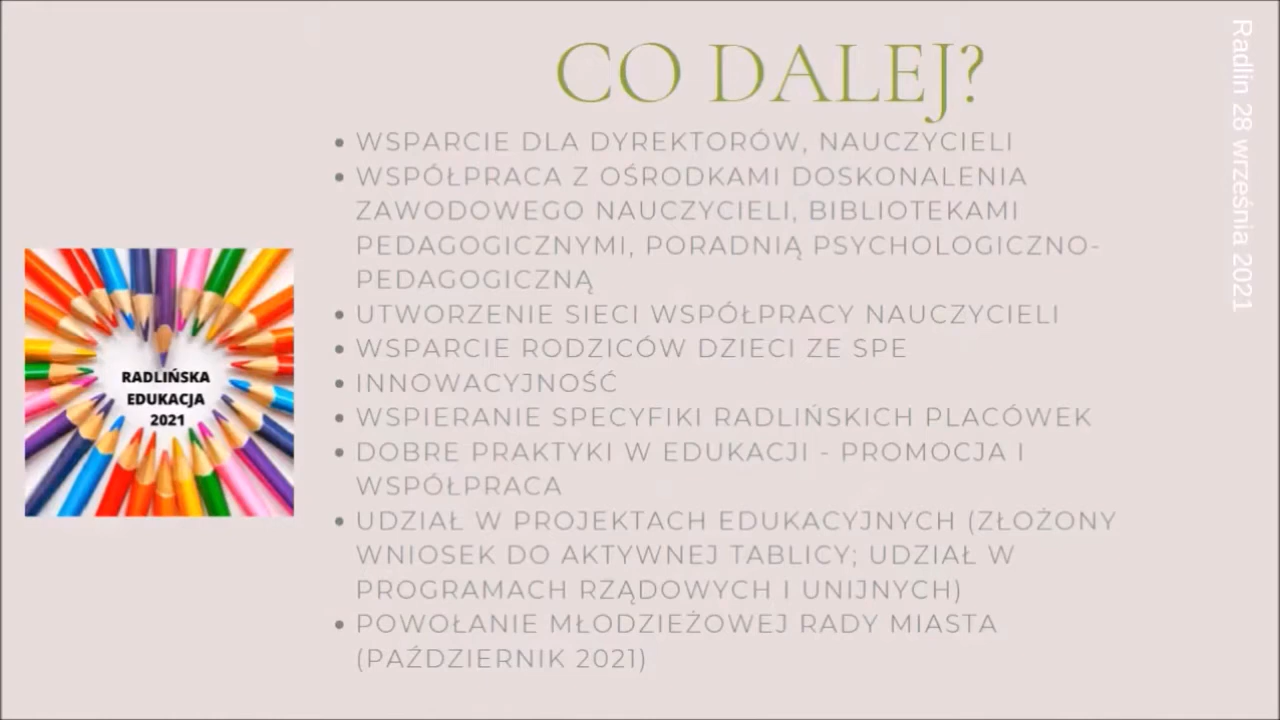 CO DALEJ?
• WSPARCIE DLA DYREKTORÓW, NAUCZYCIELI
• WSPÓŁPRACA Z OŚRODKAMI DOSKONALENIA
ZAWODOWEGO NAUCZYCIELI, BIBLIOTEKAMI
PEDAGOGICZNYMI, PORADNIĄ PSYCHOLOGICZNO-
PEDAGOGICZNĄ
• UTWORZENIE SIECI WSPÓŁPRACY NAUCZYCIELI
• WSPARCIE RODZICÓW DZIECI ZE SPE
• INNOWACYJNOŚĆ
• WSPIERANIE SPECYFIKI RADLIŃSKICH PLACÓWEK
• DOBRE PRAKTYKI W EDUKACJI - PROMOCJA I
WSPÓŁPRACA
• UDZIAŁ W PROJEKTACH EDUKACYJNYCH (ZŁOŻONY
WNIOSEK DO AKTYWNEJ TABLICY; UDZIAŁ W
PROGRAMACH RZĄDOWYCH I UNIJNYCH)
• POWOŁANIE MŁODZIEŻOWEJ RADY MIASTA
(PAŹDZIERNIK 2021)
RADLIŃSKA
EDUKACJA
2021
Radlin 28 września 2021